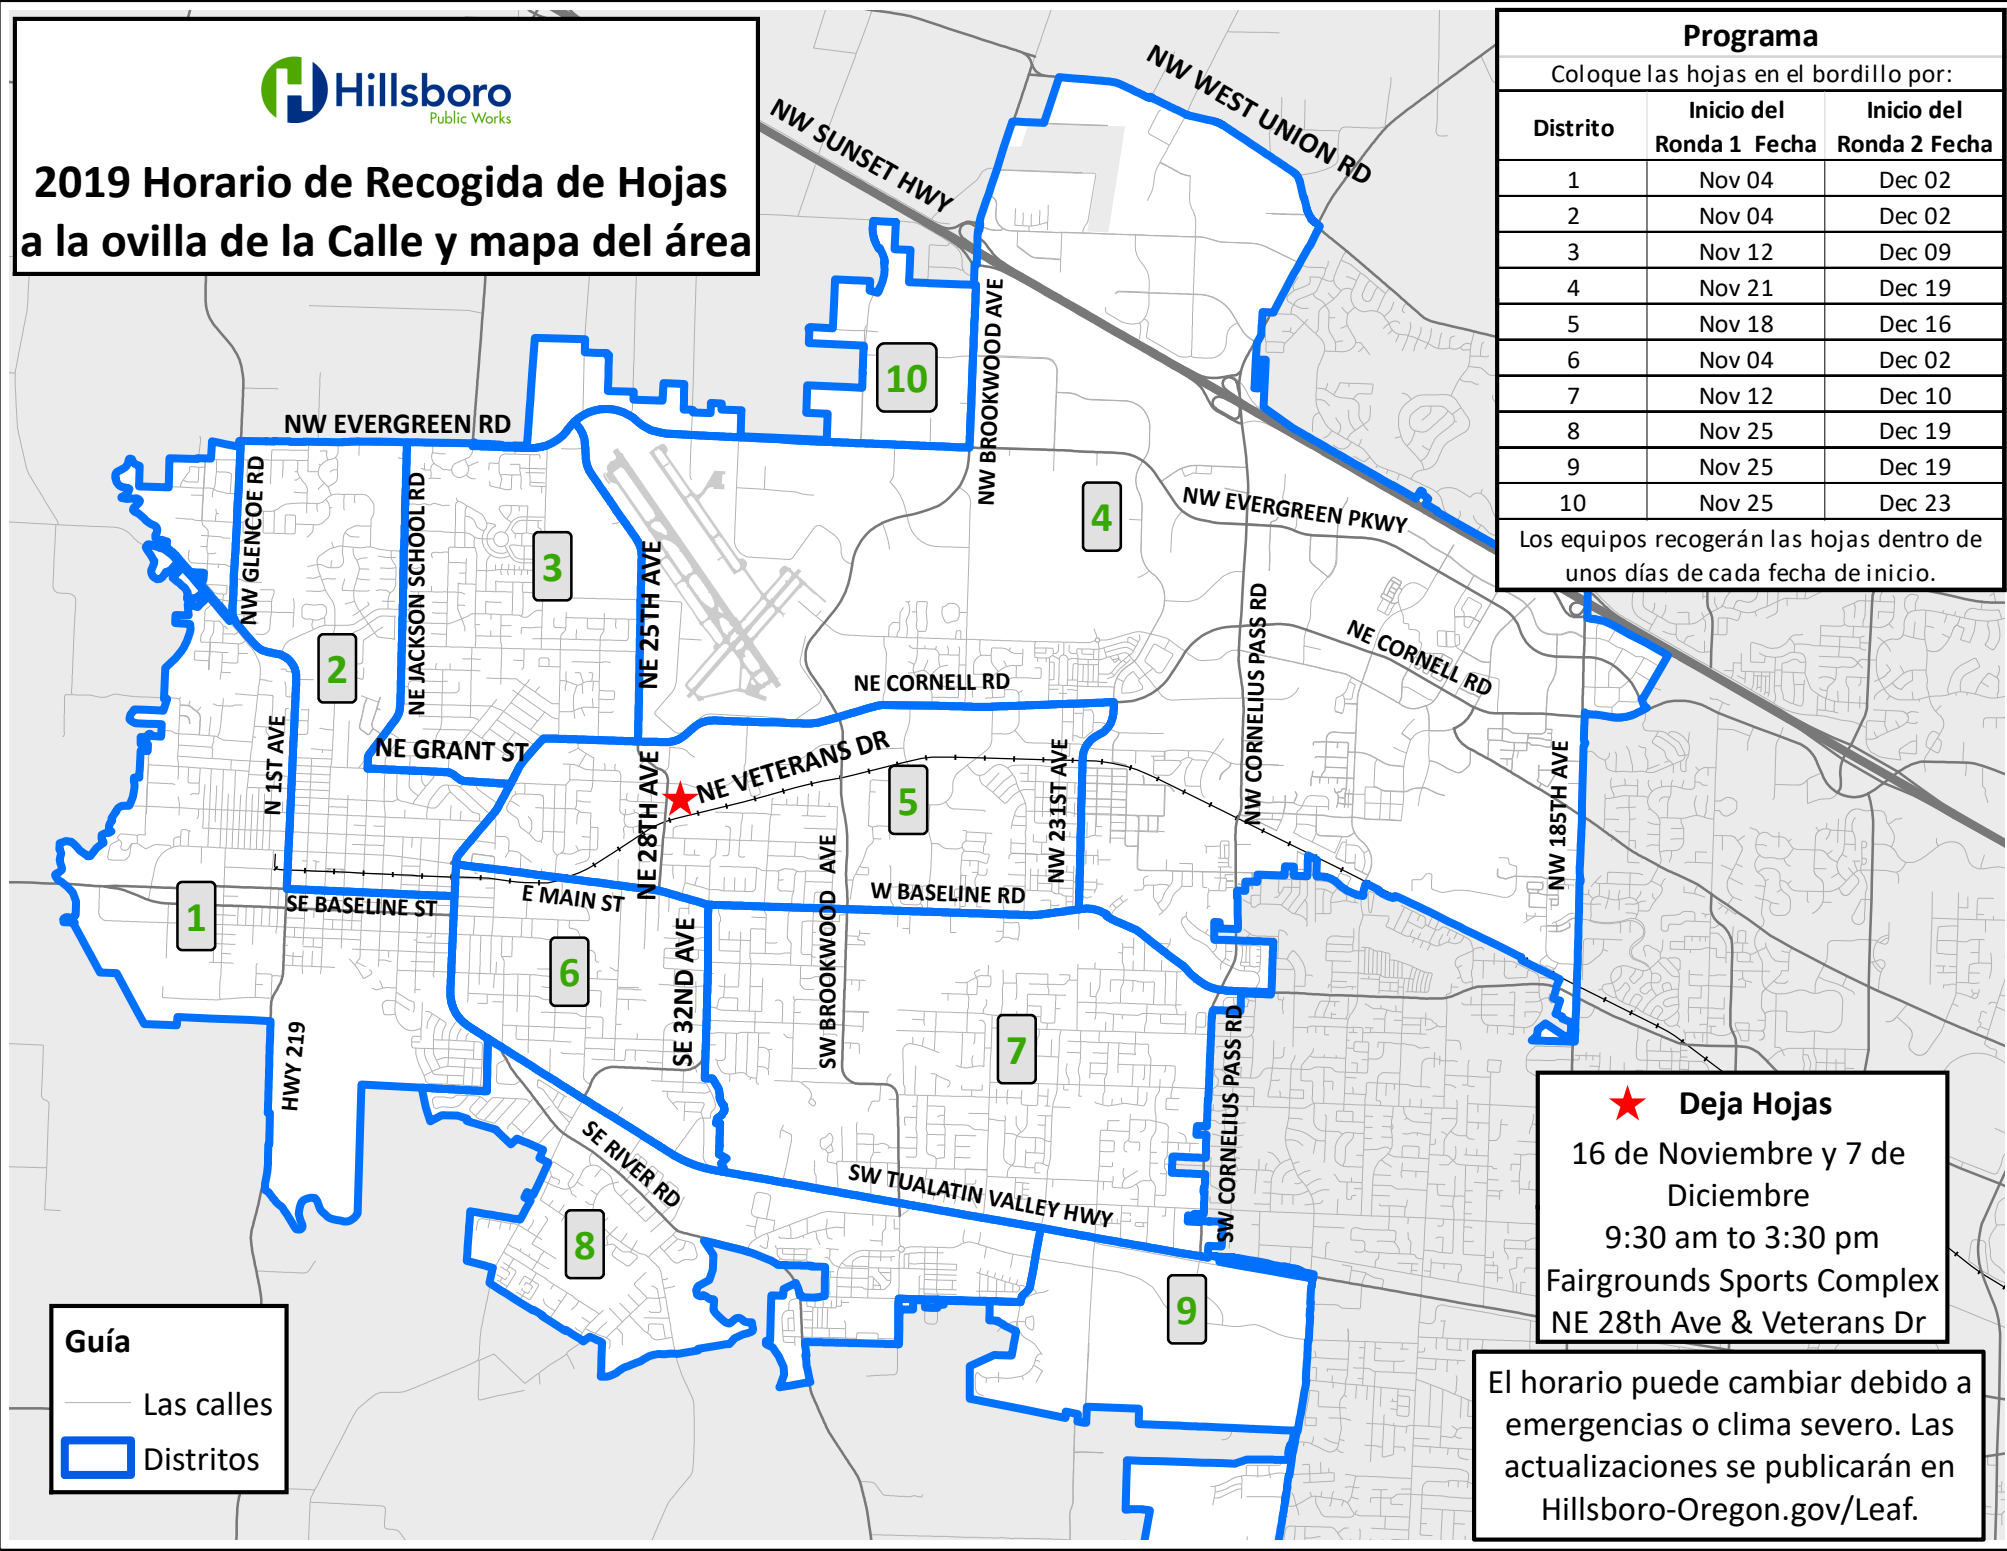 Hillsboro
Public Works
2019 Horario de Recogida de Hojas
a la ovilla de la Calle y mapa del área
Programa
Coloque las hojas en el bordillo por:
Distrito Inicio del Ronda 1 Fecha Inicio del Ronda 2 Fecha
1 Nov 04 Dec 02
2 Nov 04 Dec 02
3 Nov 12 Dec 09
4 Nov 21 Dec 19
5 Nov 18 Dec 16
6 Nov 04 Dec 02
7 Nov 12 Dec 10
8 Nov 25 Dec 19
9 Nov 25 Dec 19
10 Nov 25 Dec 23
Los equipos recogerán las hojas dentro de
unos días de cada fecha de inicio.
NW WEST UNION RD
NW SUNSET HWY
NW BROOKWOOD AVE
10
NW EVERGREEN RD
NW GLENCOE RD
NE JACKSON SCHOOL RD
3
NE 25TH AVE
4
NW EVERGREEN PKWY
NW CORNELIUS PASS RD
NE CORNELL RD
2
NE CORNELL RD
N 1ST AVE
NE GRANT ST
NE 28TH AVE
NE VETERANS DR
5
NW 231ST AVE
NW 185TH AVE
SW BROOKWOOD AVE
1
SE BASELINE ST
E MAIN ST
W BASELINE RD
6
SE 32ND AVE
7
HWY 219
SW CORNELIUS PASS RD
SE RIVER RD
SW TUALATIN VALLEY HWY
8
9
Deja Hojas
16 de Noviembre y 7 de
Diciembre
9:30 am to 3:30 pm
Fairgrounds Sports Complex
NE 28th Ave & Veterans Dr
Guía
Las calles
Distritos
El horario puede cambiar debido a
emergencias o clima severo. Las
actualizaciones se publicarán en
Hillsboro-Oregon.gov/Leaf.